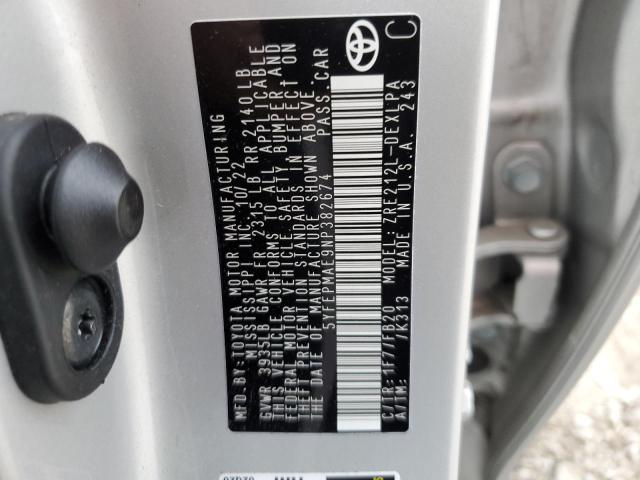 MFD. BY: TOYOTA MOTOR MANUFACTURING
MISSISSIPPI, INC. 10/22
GVWR 3935LB GAWR FR 2315 LB RR 2140 LB
THIS VEHICLE CONFORMS TO ALL APPLICABLE
FEDERAL MOTOR VEHICLE SAFETY, BUMPER AND
THEFT PREVENTION STANDARDS IN EFFECT ON
THE DATE OF MANUFACTURE SHOWN ABOVE.
5YFEPMAE9NP382674 PASS. CAR
C/TR: 1F7/FB20 MODEL: ZRE212L-DEXLPA
A/TM: /K313 MADE IN U.S.A. 243
C